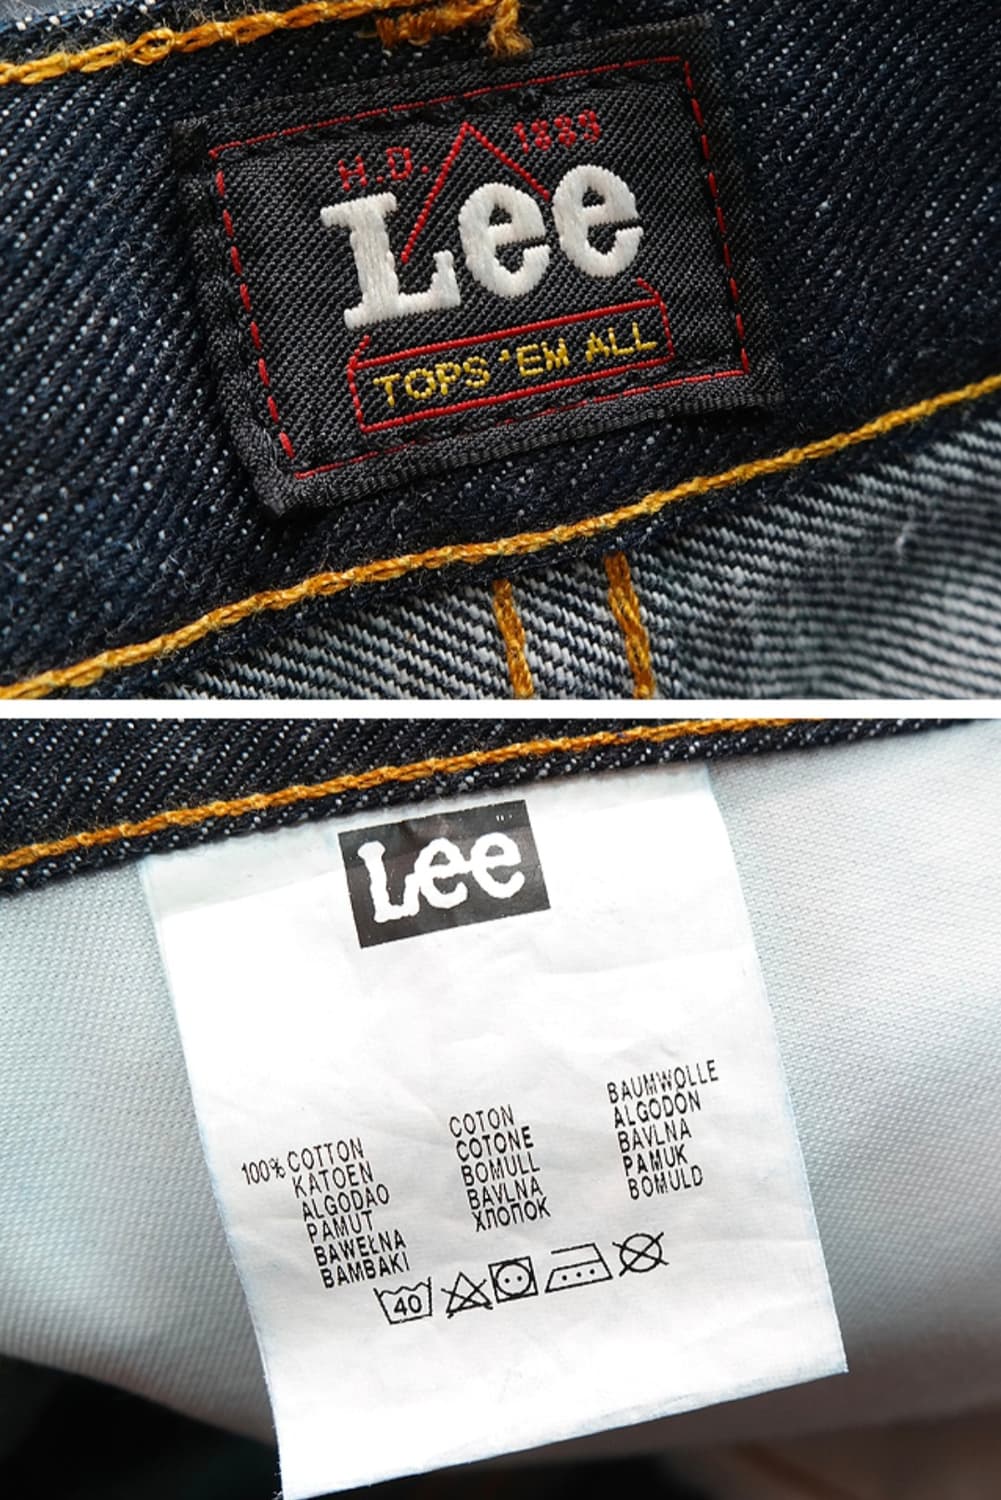 H.D. 1889
Lee
TOPS 'EM ALL
Lee
100% COTTON
KATOEN
ALGODAO
PAMUT
BAWEŁNA
BAMBAKI
COTON
COTONE
BOMULL
BAVLNA
ХЛОПОК
BAUMWOLLE
ALGODÓN
BAVLNA
PAMUK
BOMULD
40